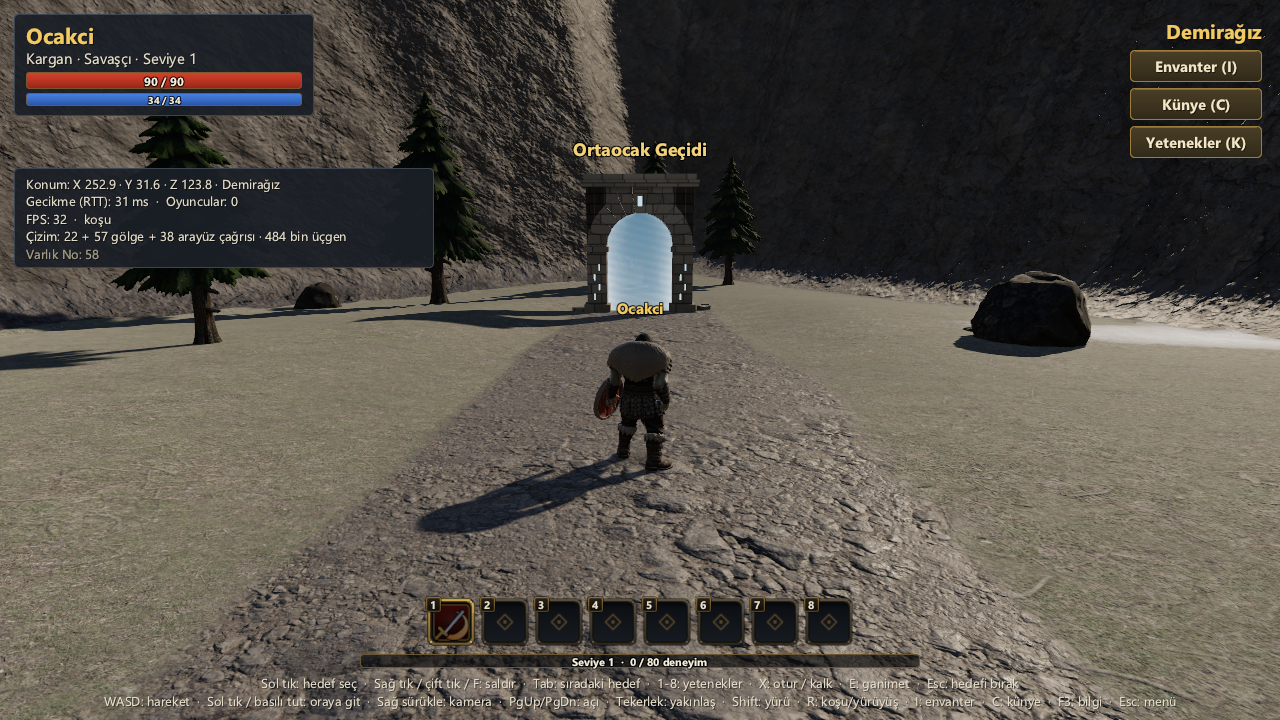 Ocakci
Kargan · Savaşçı · Seviye 1
90 / 90
34 / 34
Demirağız
Envanter (I)
Künye (C)
Yetenekler (K)
Ortaocak Geçidi
Konum: X 252.9 · Y 31.6 · Z 123.8 · Demirağız
Gecikme (RTT): 31 ms · Oyuncular: 0
FPS: 32 · koşu
Çizim: 22 + 57 gölge + 38 arayüz çağrısı · 484 bin üçgen
Varlık No: 58
Ocakci
1 2 3 4 5 6 7 8
Seviye 1 · 0 / 80 deneyim
Sol tık: hedef seç · Sağ tık / çift tık / F: saldır · Tab: sıradaki hedef · 1-8: yetenekler · X: otur / kalk · E: ganimet · Esc: hedefi bırak
WASD: hareket · Sol tık / basılı tut: oraya git · Sağ sürükle: kamera · PgUp/PgDn: açı · Tekerlek: yakınlaş · Shift: yürü · R: koşu/yürüyüş · I: envanter · C: künye · F3: bilgi · Esc: menü